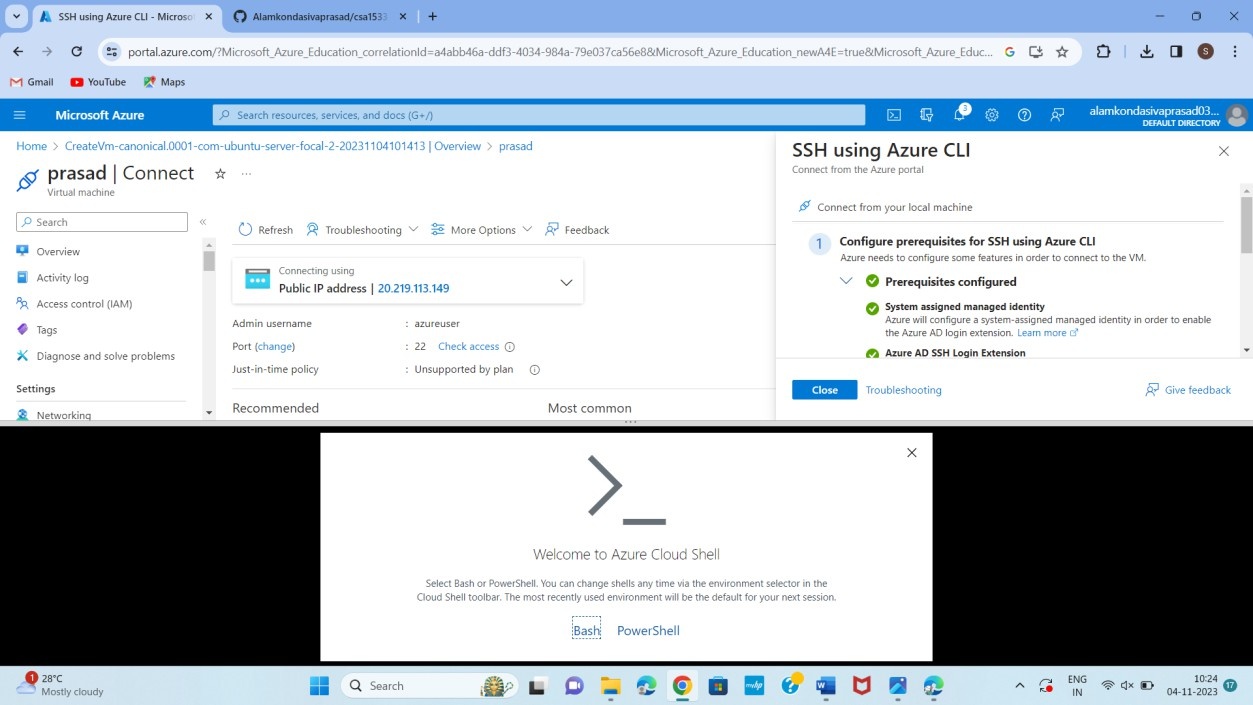 SSH using Azure CLI - Microsof
Alamkondasivaprasad/csa1533
portal.azure.com/?Microsoft_Azure_Education_correlationId=a4abb46a-ddf3-4034-984a-79e037ca56e8&Microsoft_Azure_Education_newA4E=true&Microsoft_Azure_Educ...
S
Gmail
YouTube
Maps
Microsoft Azure
Search resources, services, and docs (G+/)
3
alamkondasivaprasad03...
DEFAULT DIRECTORY
Home > CreateVm-canonical.0001-com-ubuntu-server-focal-2-20231104101413 | Overview > prasad
prasad | Connect
Virtual machine
Search
Overview
Activity log
Access control (IAM)
Tags
Diagnose and solve problems
Settings
Networking
Refresh
Troubleshooting
More Options
Feedback
Connecting using
Public IP address | 20.219.113.149
Admin username : azureuser
Port (change) : 22 Check access
Just-in-time policy : Unsupported by plan
Recommended
Most common
SSH using Azure CLI
Connect from the Azure portal
Connect from your local machine
1 Configure prerequisites for SSH using Azure CLI
Azure needs to configure some features in order to connect to the VM.
Prerequisites configured
System assigned managed identity
Azure will configure a system-assigned managed identity in order to enable
the Azure AD login extension. Learn more
Azure AD SSH Login Extension
Close
Troubleshooting
Give feedback
Welcome to Azure Cloud Shell
Select Bash or PowerShell. You can change shells any time via the environment selector in the
Cloud Shell toolbar. The most recently used environment will be the default for your next session.
Bash PowerShell
1
28°C
Mostly cloudy
Search
myhp
ENG
IN
10:24
04-11-2023
17